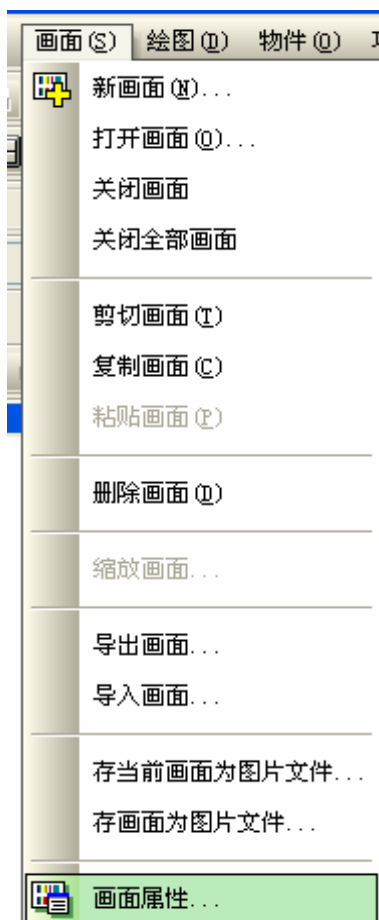 画面(S) 绘图(D) 物件(O)
新画面(N)...
打开画面(O)...
关闭画面
关闭全部画面
剪切画面(T)
复制画面(C)
粘贴画面(P)
删除画面(D)
缩放画面...
导出画面...
导入画面...
存当前画面为图片文件...
存画面为图片文件...
画面属性...